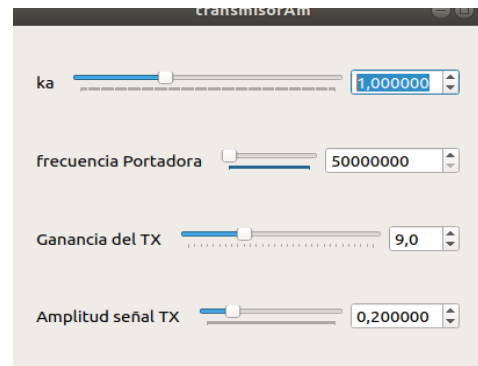 transmisorAm
ka 1,000000
frecuencia Portadora 50000000
Ganancia del TX 9,0
Amplitud señal TX 0,200000